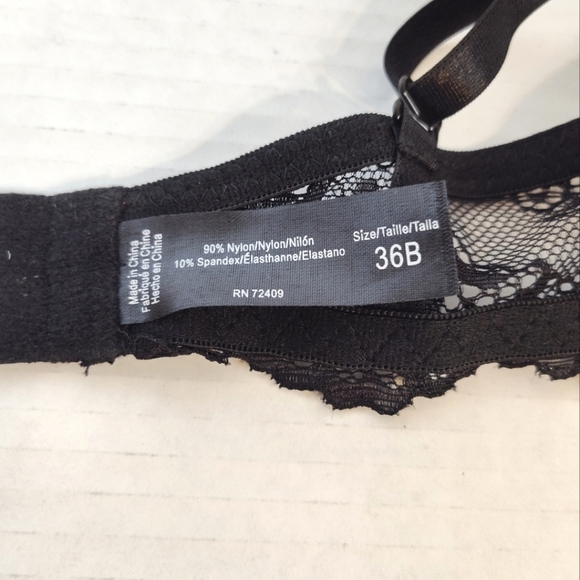 Made in China
Fabriqué en Chine
Hecho en China
90% Nylon/Nylon/Nilón
10% Spandex/Élasthanne/Elastano
RN 72409
Size/Taille/Talla
36B